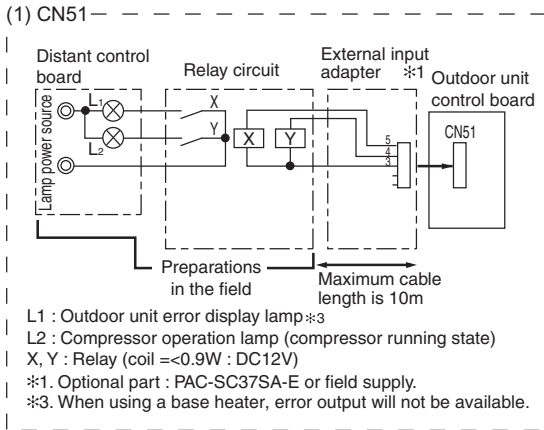 (1) CN51
Distant control
board
Relay circuit
External input
adapter ✻1
Outdoor unit
control board
Lamp power source
L1
L2
X
Y
X
Y
5
4
3
CN51
Preparations
in the field
Maximum cable
length is 10m
L1 : Outdoor unit error display lamp✻3
L2 : Compressor operation lamp (compressor running state)
X, Y : Relay (coil =<0.9W : DC12V)
✻1. Optional part : PAC-SC37SA-E or field supply.
✻3. When using a base heater, error output will not be available.